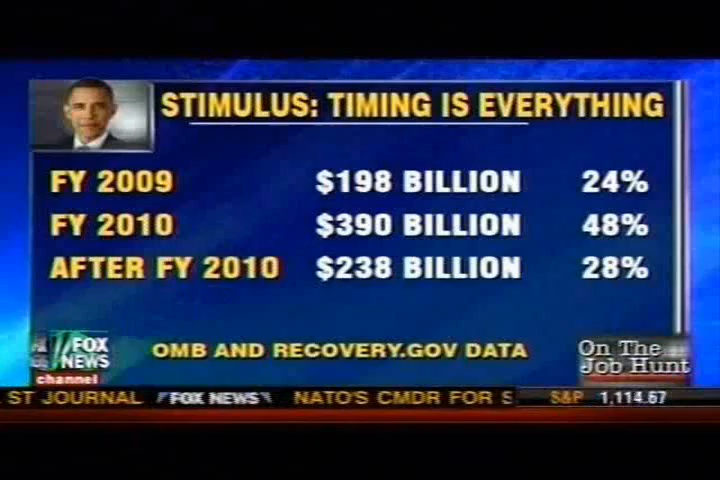 STIMULUS: TIMING IS EVERYTHING
FY 2009 $198 BILLION 24%
FY 2010 $390 BILLION 48%
AFTER FY 2010 $238 BILLION 28%
OMB AND RECOVERY.GOV DATA
FOX
NEWS
channel
On The
Job Hunt
ST JOURNAL FOX NEWS NATO'S CMDR FOR S S&P 1,114.67